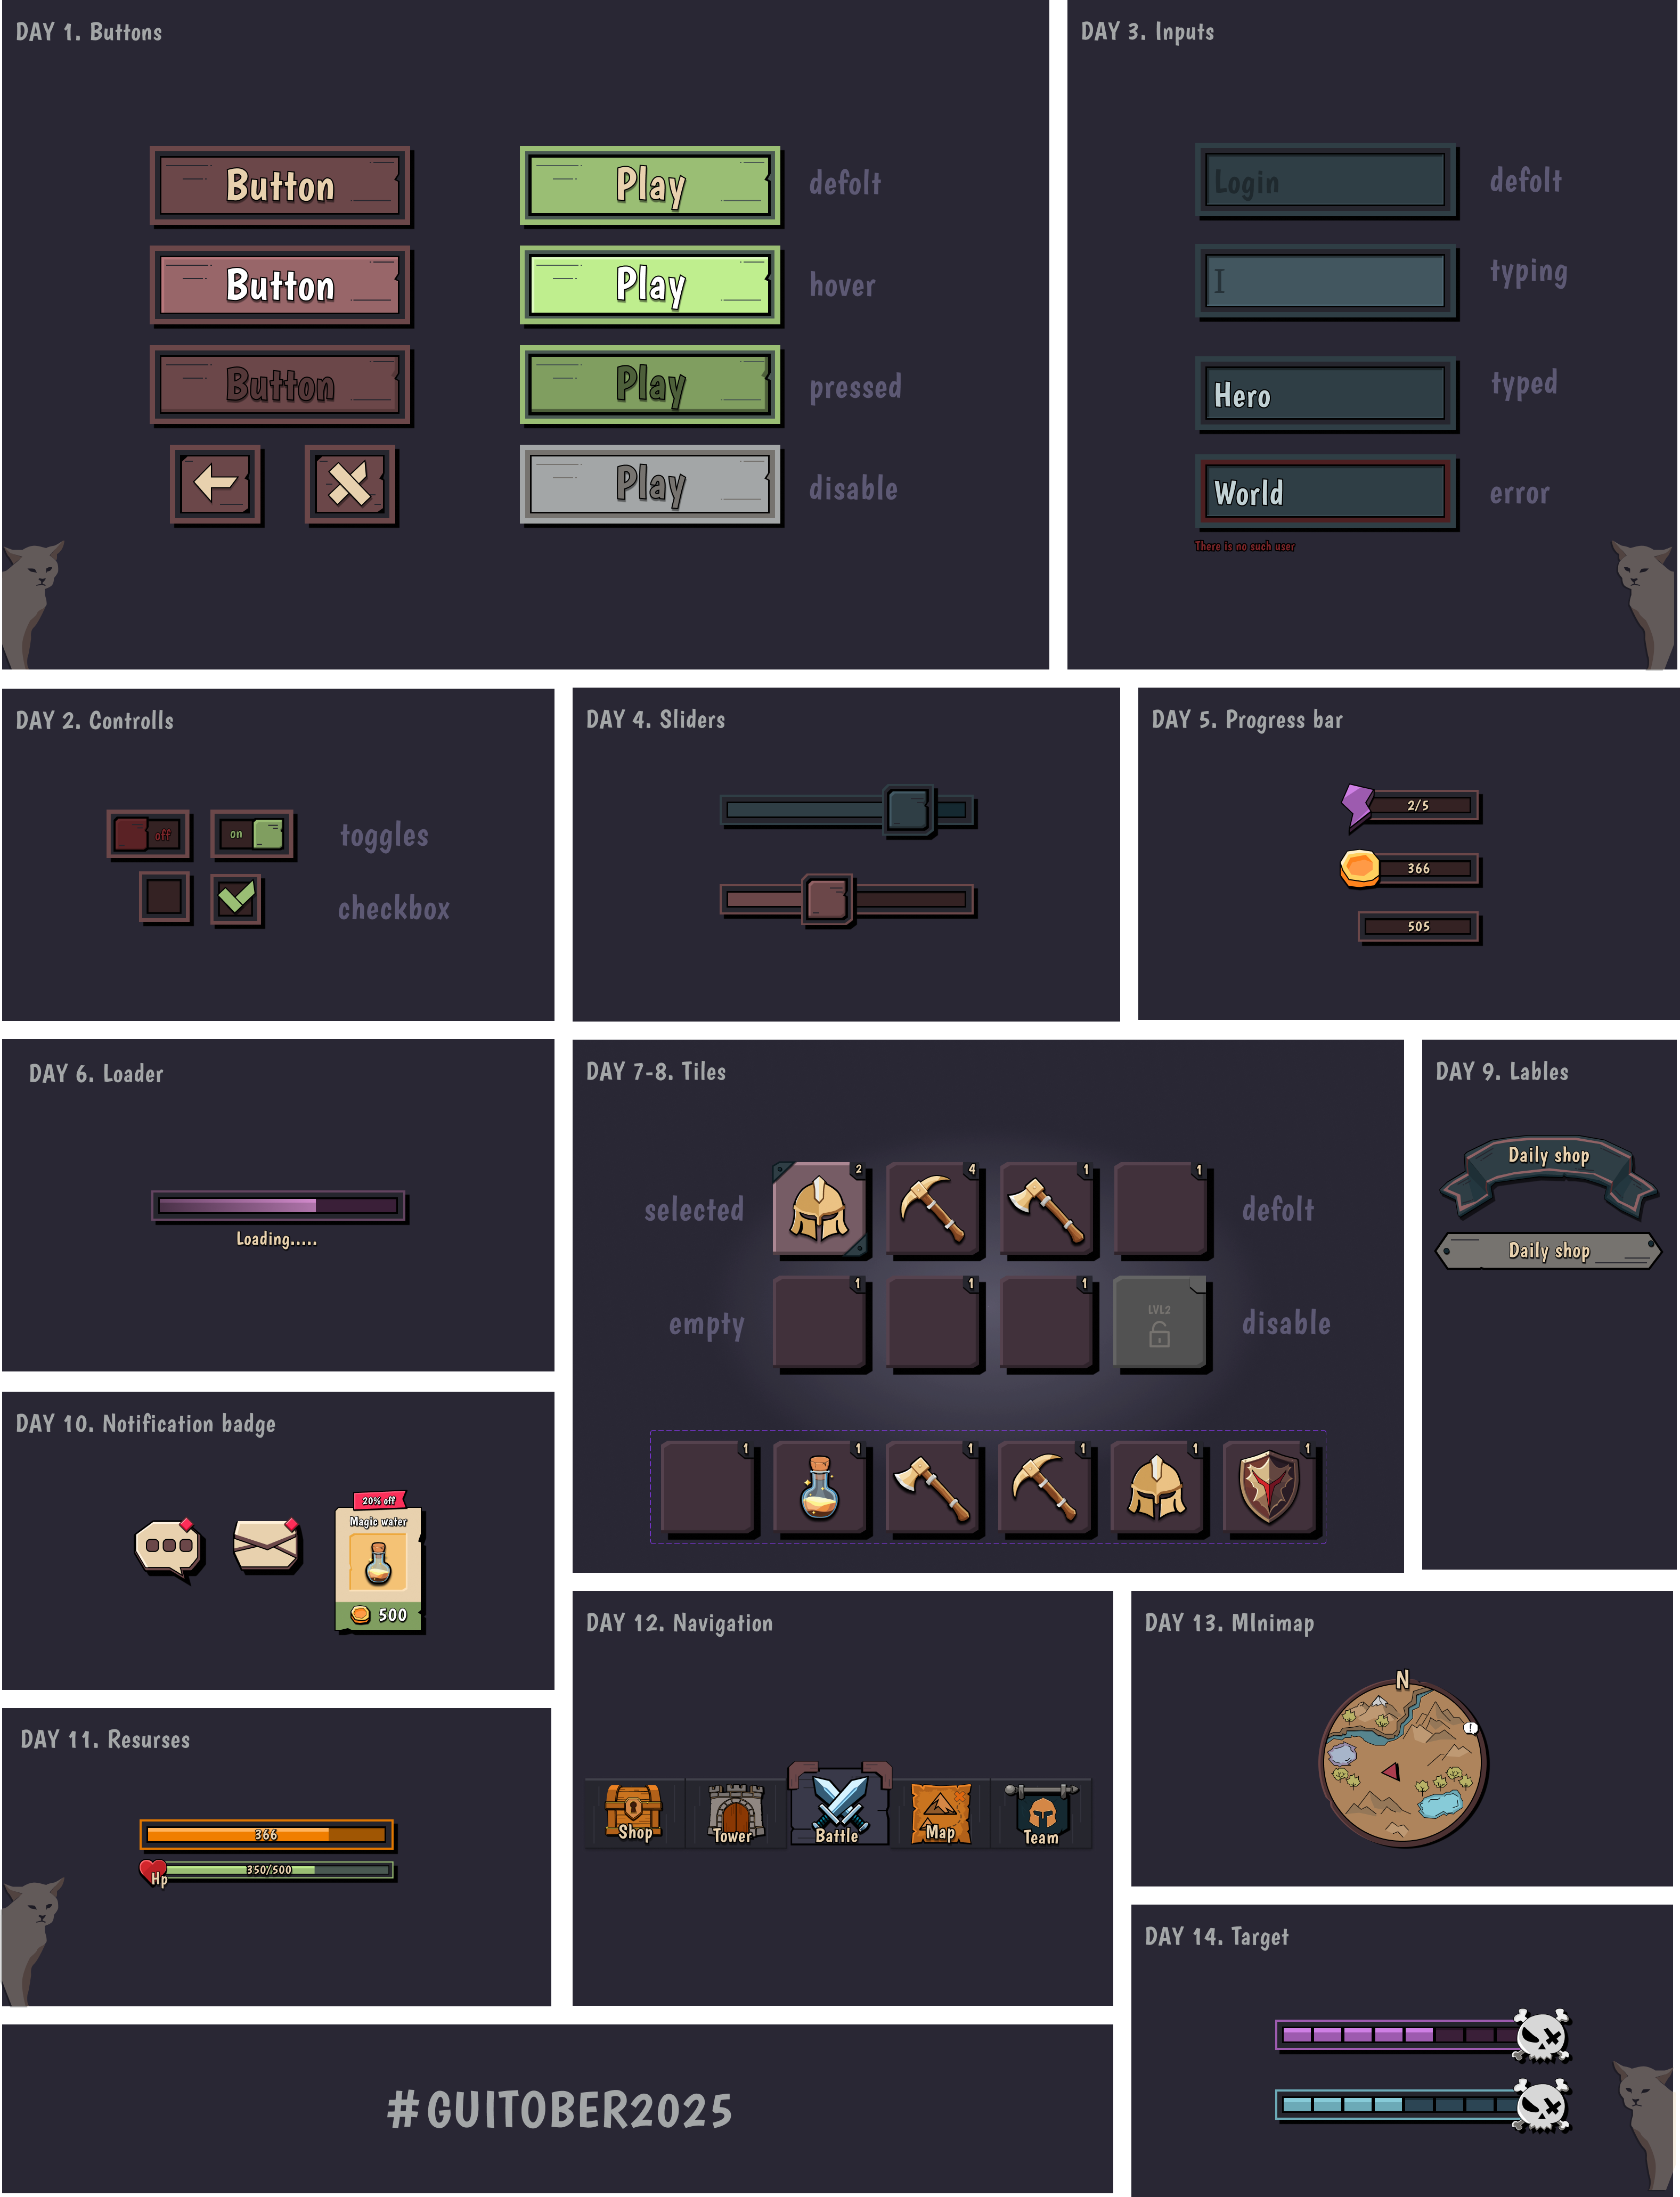 DAY 1. Buttons
Button
Play
defolt
Button
Play
hover
Button
Play
pressed
Play
disable
DAY 3. Inputs
Login
defolt
I
typing
Hero
typed
World
error
There is no such user
DAY 2. Controlls
off
on
toggles
checkbox
DAY 4. Sliders
DAY 5. Progress bar
2/5
366
505
DAY 6. Loader
Loading.....
DAY 7-8. Tiles
selected
2
4
1
1
defolt
empty
1
1
1
LVL2
disable
1
1
1
1
1
1
DAY 9. Lables
Daily shop
Daily shop
DAY 10. Notification badge
20% off
Magic water
500
DAY 11. Resurses
366
Hp
350/500
DAY 12. Navigation
Shop
Tower
Battle
Map
Team
DAY 13. MInimap
N
!
DAY 14. Target
#GUITOBER2025